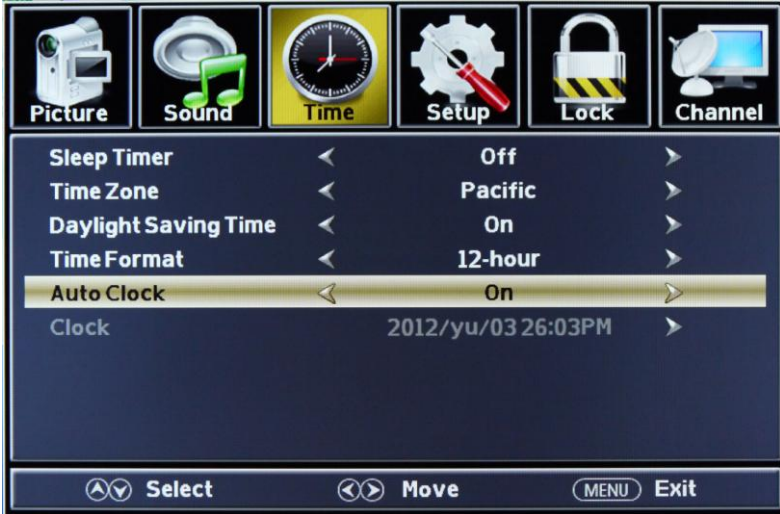 Picture Sound Time Setup Lock Channel
Sleep Timer Off
Time Zone Pacific
Daylight Saving Time On
Time Format 12-hour
Auto Clock On
Clock 2012/yu/03 26:03PM
Select Move MENU Exit